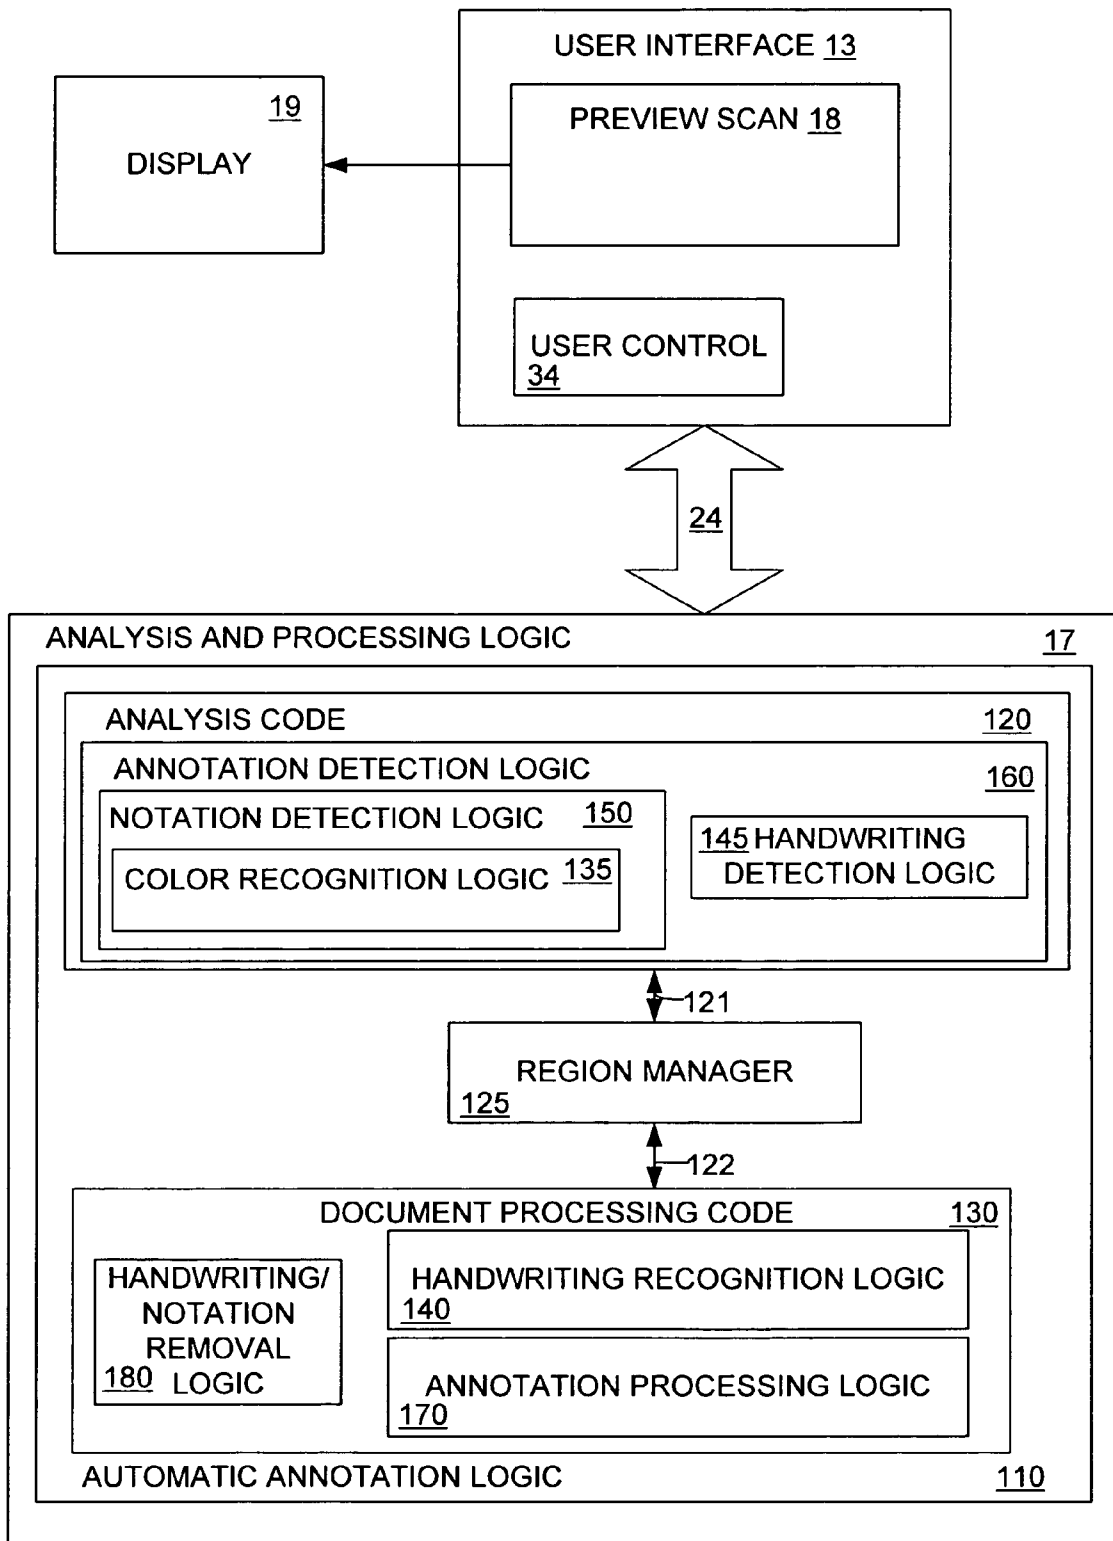 USER INTERFACE 13
19
DISPLAY
PREVIEW SCAN 18
USER CONTROL
34
24
ANALYSIS AND PROCESSING LOGIC 17
ANALYSIS CODE 120
ANNOTATION DETECTION LOGIC 160
NOTATION DETECTION LOGIC 150
COLOR RECOGNITION LOGIC 135
145 HANDWRITING
DETECTION LOGIC
121
REGION MANAGER
125
122
DOCUMENT PROCESSING CODE 130
HANDWRITING/
NOTATION
REMOVAL
180 LOGIC
HANDWRITING RECOGNITION LOGIC
140
ANNOTATION PROCESSING LOGIC
170
AUTOMATIC ANNOTATION LOGIC 110